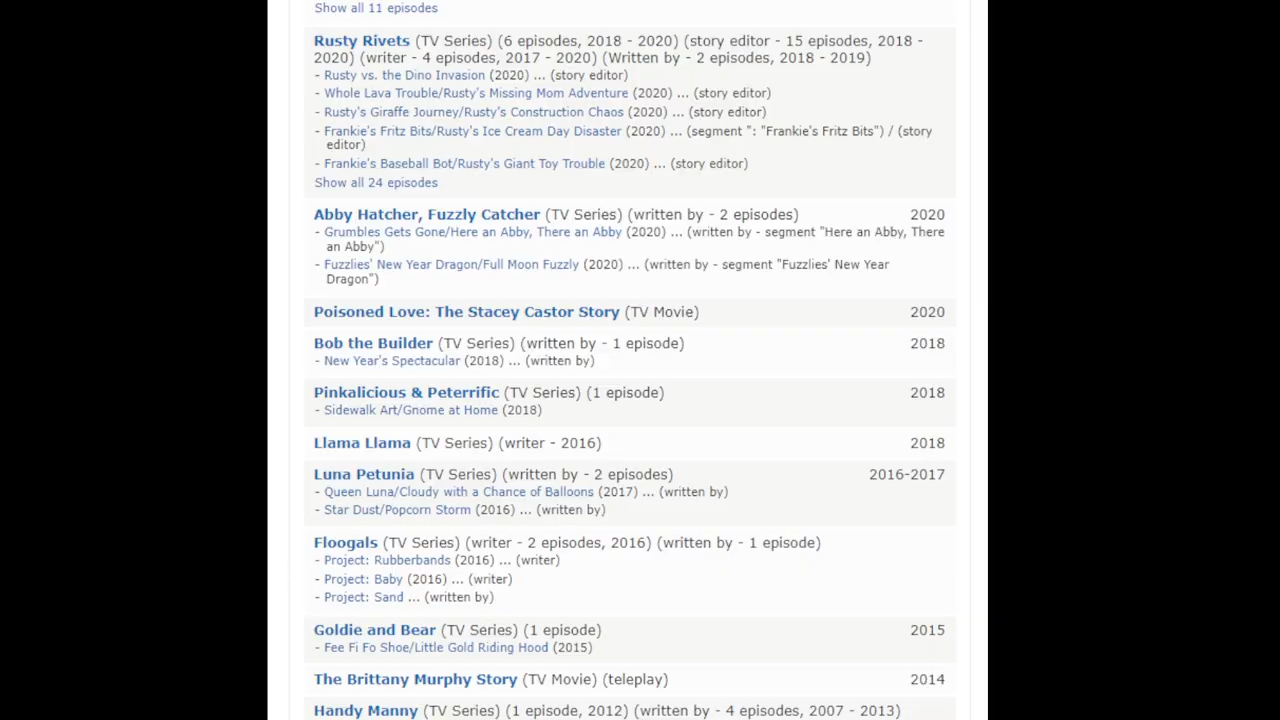 Show all 11 episodes
Rusty Rivets (TV Series) (6 episodes, 2018 - 2020) (story editor - 15 episodes, 2018 -
2020) (writer - 4 episodes, 2017 - 2020) (Written by - 2 episodes, 2018 - 2019)
- Rusty vs. the Dino Invasion (2020) ... (story editor)
- Whole Lava Trouble/Rusty's Missing Mom Adventure (2020) ... (story editor)
- Rusty's Giraffe Journey/Rusty's Construction Chaos (2020) ... (story editor)
- Frankie's Fritz Bits/Rusty's Ice Cream Day Disaster (2020) ... (segment ": "Frankie's Fritz Bits") / (story
editor)
- Frankie's Baseball Bot/Rusty's Giant Toy Trouble (2020) ... (story editor)
Show all 24 episodes
Abby Hatcher, Fuzzly Catcher (TV Series) (written by - 2 episodes) 2020
- Grumbles Gets Gone/Here an Abby, There an Abby (2020) ... (written by - segment "Here an Abby, There
an Abby")
- Fuzzlies' New Year Dragon/Full Moon Fuzzly (2020) ... (written by - segment "Fuzzlies' New Year
Dragon")
Poisoned Love: The Stacey Castor Story (TV Movie) 2020
Bob the Builder (TV Series) (written by - 1 episode) 2018
- New Year's Spectacular (2018) ... (written by)
Pinkalicious & Peterrific (TV Series) (1 episode) 2018
- Sidewalk Art/Gnome at Home (2018)
Llama Llama (TV Series) (writer - 2016) 2018
Luna Petunia (TV Series) (written by - 2 episodes) 2016-2017
- Queen Luna/Cloudy with a Chance of Balloons (2017) ... (written by)
- Star Dust/Popcorn Storm (2016) ... (written by)
Floogals (TV Series) (writer - 2 episodes, 2016) (written by - 1 episode)
- Project: Rubberbands (2016) ... (writer)
- Project: Baby (2016) ... (writer)
- Project: Sand ... (written by)
Goldie and Bear (TV Series) (1 episode) 2015
- Fee Fi Fo Shoe/Little Gold Riding Hood (2015)
The Brittany Murphy Story (TV Movie) (teleplay) 2014
Handy Manny (TV Series) (1 episode, 2012) (written by - 4 episodes, 2007 - 2013)